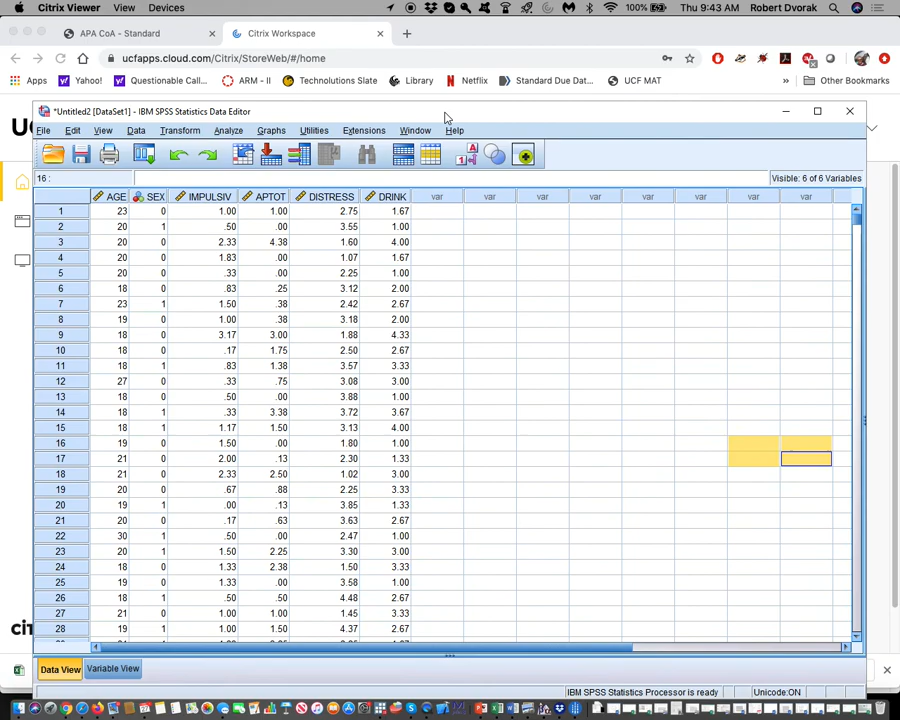 Citrix Viewer View Devices 100% Thu 9:43 AM Robert Dvorak
APA CoA - Standard Citrix Workspace
ucfapps.cloud.com/Citrix/StoreWeb/#/home
Apps Yahoo! Questionable Call... ARM - II Technolutions Slate Library Netflix Standard Due Dat... UCF MAT » Other Bookmarks
*Untitled2 [DataSet1] - IBM SPSS Statistics Data Editor
File Edit View Data Transform Analyze Graphs Utilities Extensions Window Help
16 : Visible: 6 of 6 Variables
AGE SEX IMPULSIV APTOT DISTRESS DRINK var var var var var var var var
1 23 0 1.00 1.00 2.75 1.67
2 20 1 .50 .00 3.55 1.00
3 20 0 2.33 4.38 1.60 4.00
4 20 0 1.83 .00 1.07 1.67
5 20 0 .33 .00 2.25 1.00
6 18 0 .83 .25 3.12 2.00
7 23 1 1.50 .38 2.42 2.67
8 19 0 1.00 .38 3.18 2.00
9 18 0 3.17 3.00 1.88 4.33
10 18 0 .17 1.75 2.50 2.67
11 18 1 .83 1.38 3.57 3.33
12 27 0 .33 .75 3.08 3.00
13 18 0 .50 .00 3.88 1.00
14 18 1 .33 3.38 3.72 3.67
15 18 1 1.17 1.50 3.13 4.00
16 19 0 1.50 .00 1.80 1.00
17 21 0 2.00 .13 2.30 1.33
18 21 0 2.33 2.50 1.02 3.00
19 20 0 .67 .88 2.25 3.33
20 19 1 .00 .13 3.85 1.33
21 20 0 .17 .63 3.63 2.67
22 30 1 .50 .00 2.47 1.00
23 20 1 1.50 2.25 3.30 3.00
24 18 0 1.33 2.38 1.50 3.33
25 19 0 1.33 .00 3.58 1.00
26 18 1 .50 .50 4.48 2.67
27 21 0 1.00 1.00 1.45 3.33
28 19 1 1.00 1.50 4.37 2.67
Data View Variable View
IBM SPSS Statistics Processor is ready Unicode:ON